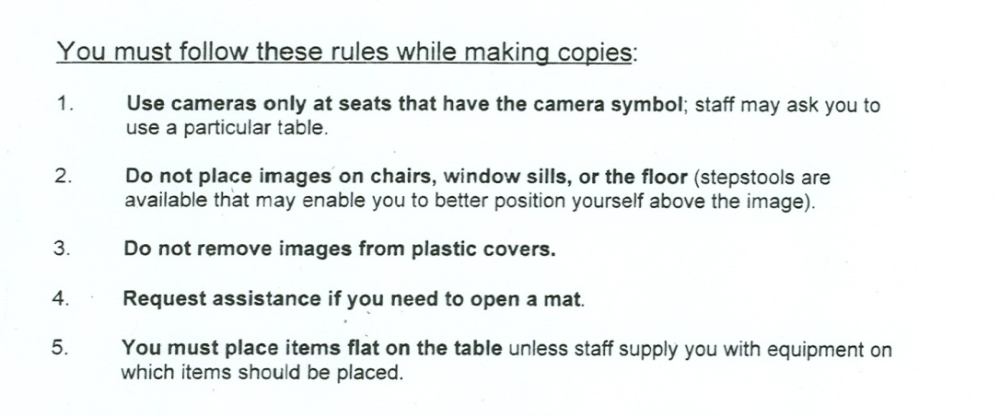 You must follow these rules while making copies:
1. Use cameras only at seats that have the camera symbol; staff may ask you to
use a particular table.
2. Do not place images on chairs, window sills, or the floor (stepstools are
available that may enable you to better position yourself above the image).
3. Do not remove images from plastic covers.
4. Request assistance if you need to open a mat.
5. You must place items flat on the table unless staff supply you with equipment on
which items should be placed.